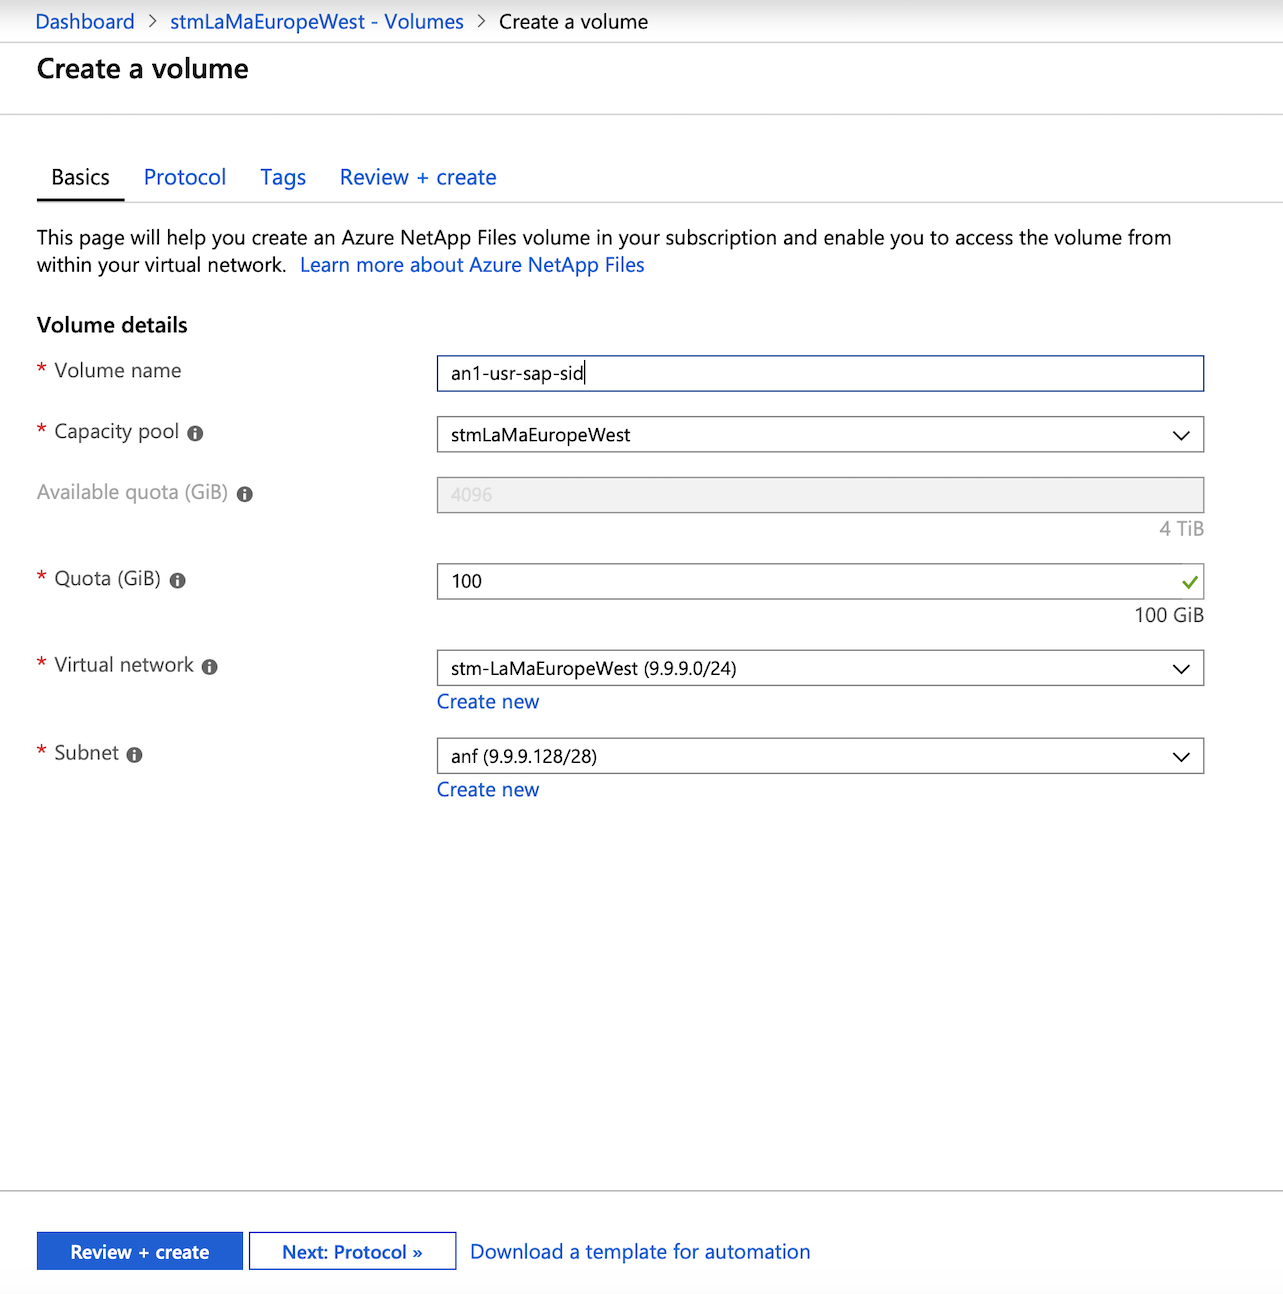 Dashboard > stmLaMaEuropeWest - Volumes > Create a volume
Create a volume
Basics Protocol Tags Review + create
This page will help you create an Azure NetApp Files volume in your subscription and enable you to access the volume from
within your virtual network. Learn more about Azure NetApp Files
Volume details
* Volume name an1-usr-sap-sid
* Capacity pool stmLaMaEuropeWest
Available quota (GiB) 4096
4 TiB
* Quota (GiB) 100
100 GiB
* Virtual network stm-LaMaEuropeWest (9.9.9.0/24)
Create new
* Subnet anf (9.9.9.128/28)
Create new
Review + create Next: Protocol » Download a template for automation